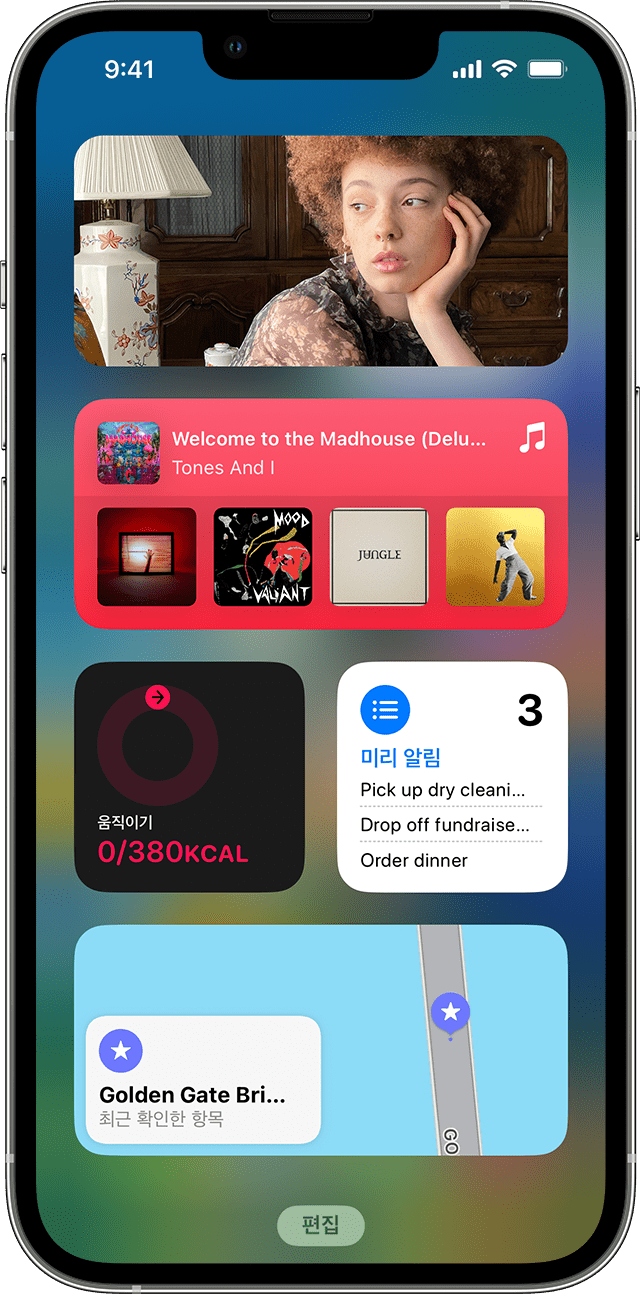 9:41
Welcome to the Madhouse (Delu...
Tones And I
MOOD
VALIANT
JUNGLE
움직이기
0/380KCAL
3
미리 알림
Pick up dry cleani...
Drop off fundraise...
Order dinner
GO
Golden Gate Bri...
최근 확인한 항목
편집